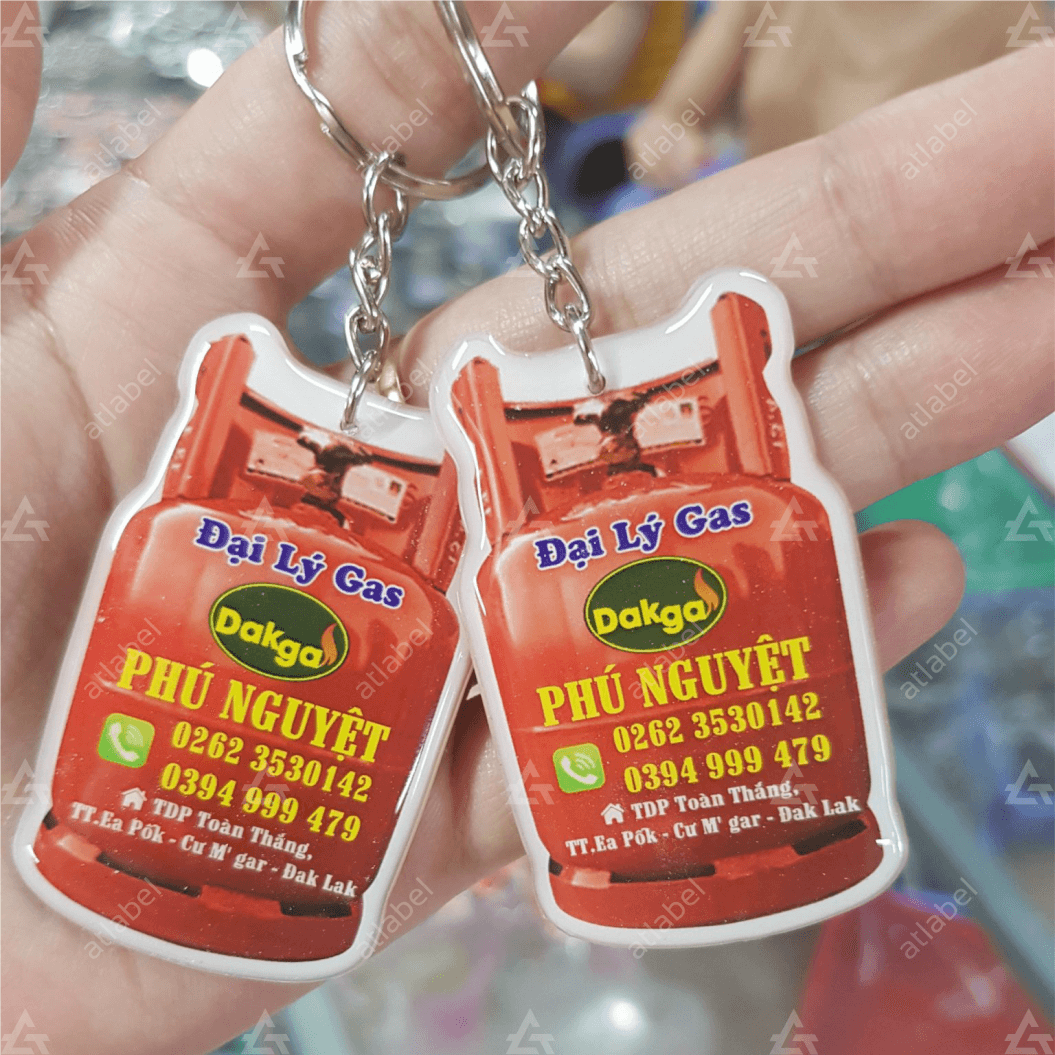 Đại Lý Gas
Dakga
PHÚ NGUYỆT
0262 3530142
0394 999 479
TDP Toàn Thắng,
TT.Ea Pốk - Cư M' gar - Đak Lak
Đại Lý Gas
Dakga
PHÚ NGUYỆT
0262 3530142
0394 999 479
TDP Toàn Thắng,
TT.Ea Pốk - Cư M' gar - Đak Lak
atlabel